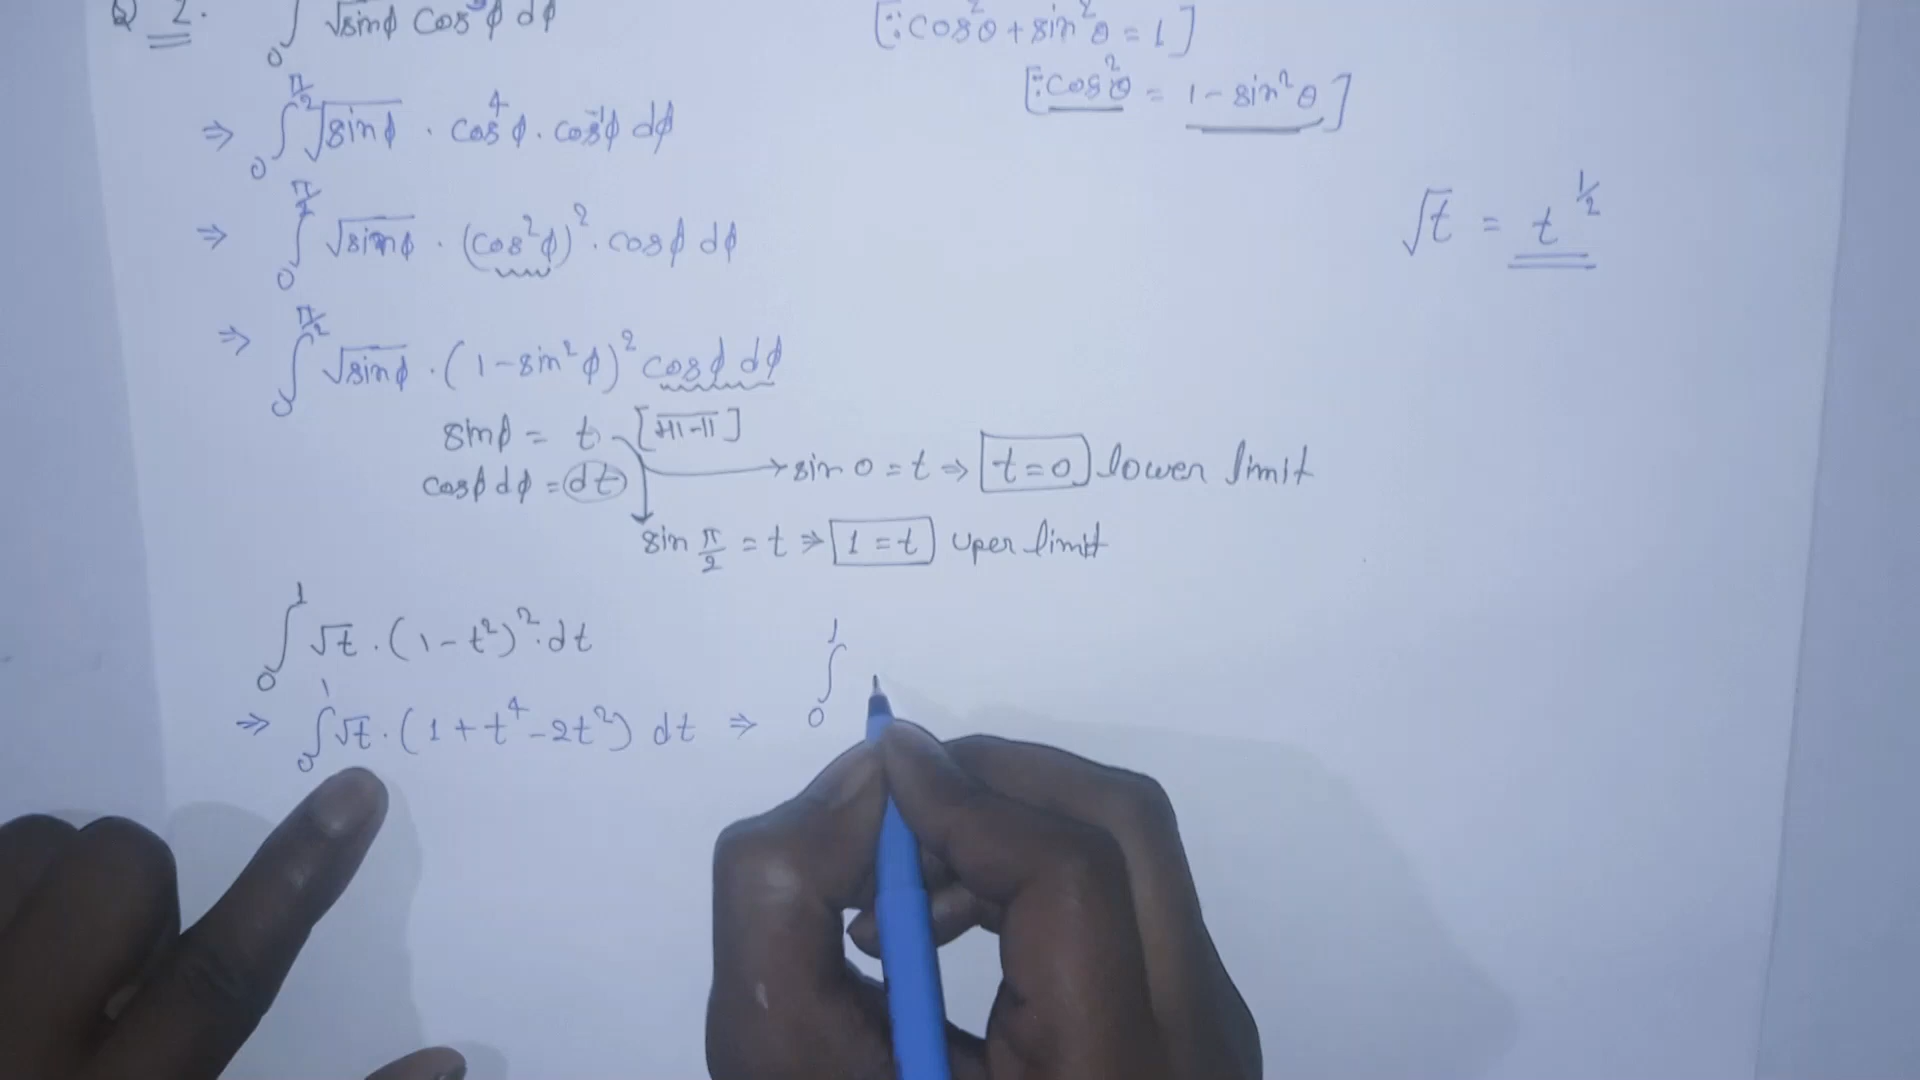 Q 2. ∫₀ √sinφ Cos⁵φ dφ
[∵ cos²θ + sin²θ = 1]
[∵ cos²θ = 1 - sin²θ]
⇒ ∫₀^(π/2) √sinφ · cos⁴φ · cos¹φ dφ
√t = t^(1/2)
⇒ ∫₀^(π/2) √sinφ · (cos²φ)² · cosφ dφ
⇒ ∫₀^(π/2) √sinφ · (1 - sin²φ)² cosφ dφ
sinφ = t [माना]
cosφ dφ = dt → sin 0 = t ⇒ t = 0 lower limit
sin π/2 = t ⇒ 1 = t uper limit
∫₀¹ √t · (1 - t²)² · dt
⇒ ∫₀¹ √t · (1 + t⁴ - 2t²) dt ⇒ ∫₀¹